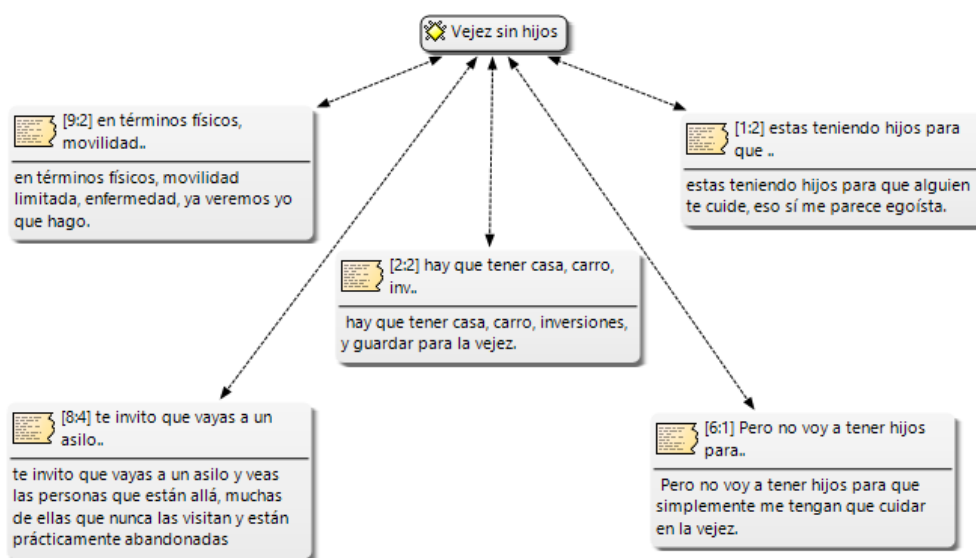 Vejez sin hijos
[9:2] en términos físicos,
movilidad..
en términos físicos, movilidad
limitada, enfermedad, ya veremos yo
que hago.
[1:2] estas teniendo hijos para
que ..
estas teniendo hijos para que alguien
te cuide, eso sí me parece egoísta.
[2:2] hay que tener casa, carro,
inv..
hay que tener casa, carro, inversiones,
y guardar para la vejez.
[8:4] te invito que vayas a un
asilo..
te invito que vayas a un asilo y veas
las personas que están allá, muchas
de ellas que nunca las visitan y están
prácticamente abandonadas
[6:1] Pero no voy a tener hijos
para..
Pero no voy a tener hijos para que
simplemente me tengan que cuidar
en la vejez.